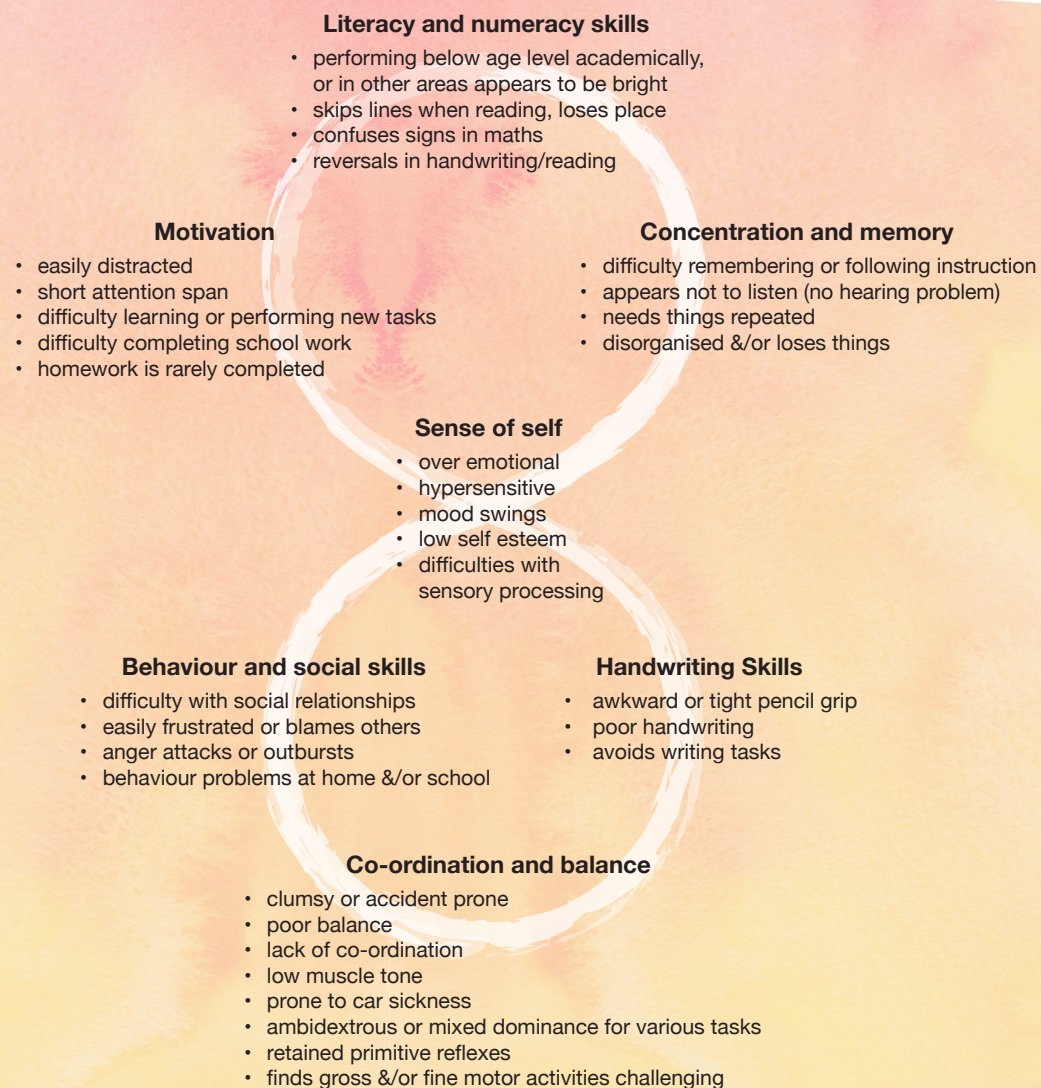 Literacy and numeracy skills
• performing below age level academically,
or in other areas appears to be bright
• skips lines when reading, loses place
• confuses signs in maths
• reversals in handwriting/reading
Motivation
• easily distracted
• short attention span
• difficulty learning or performing new tasks
• difficulty completing school work
• homework is rarely completed
Concentration and memory
• difficulty remembering or following instruction
• appears not to listen (no hearing problem)
• needs things repeated
• disorganised &/or loses things
Sense of self
• over emotional
• hypersensitive
• mood swings
• low self esteem
• difficulties with
sensory processing
Behaviour and social skills
• difficulty with social relationships
• easily frustrated or blames others
• anger attacks or outbursts
• behaviour problems at home &/or school
Handwriting Skills
• awkward or tight pencil grip
• poor handwriting
• avoids writing tasks
Co-ordination and balance
• clumsy or accident prone
• poor balance
• lack of co-ordination
• low muscle tone
• prone to car sickness
• ambidextrous or mixed dominance for various tasks
• retained primitive reflexes
• finds gross &/or fine motor activities challenging